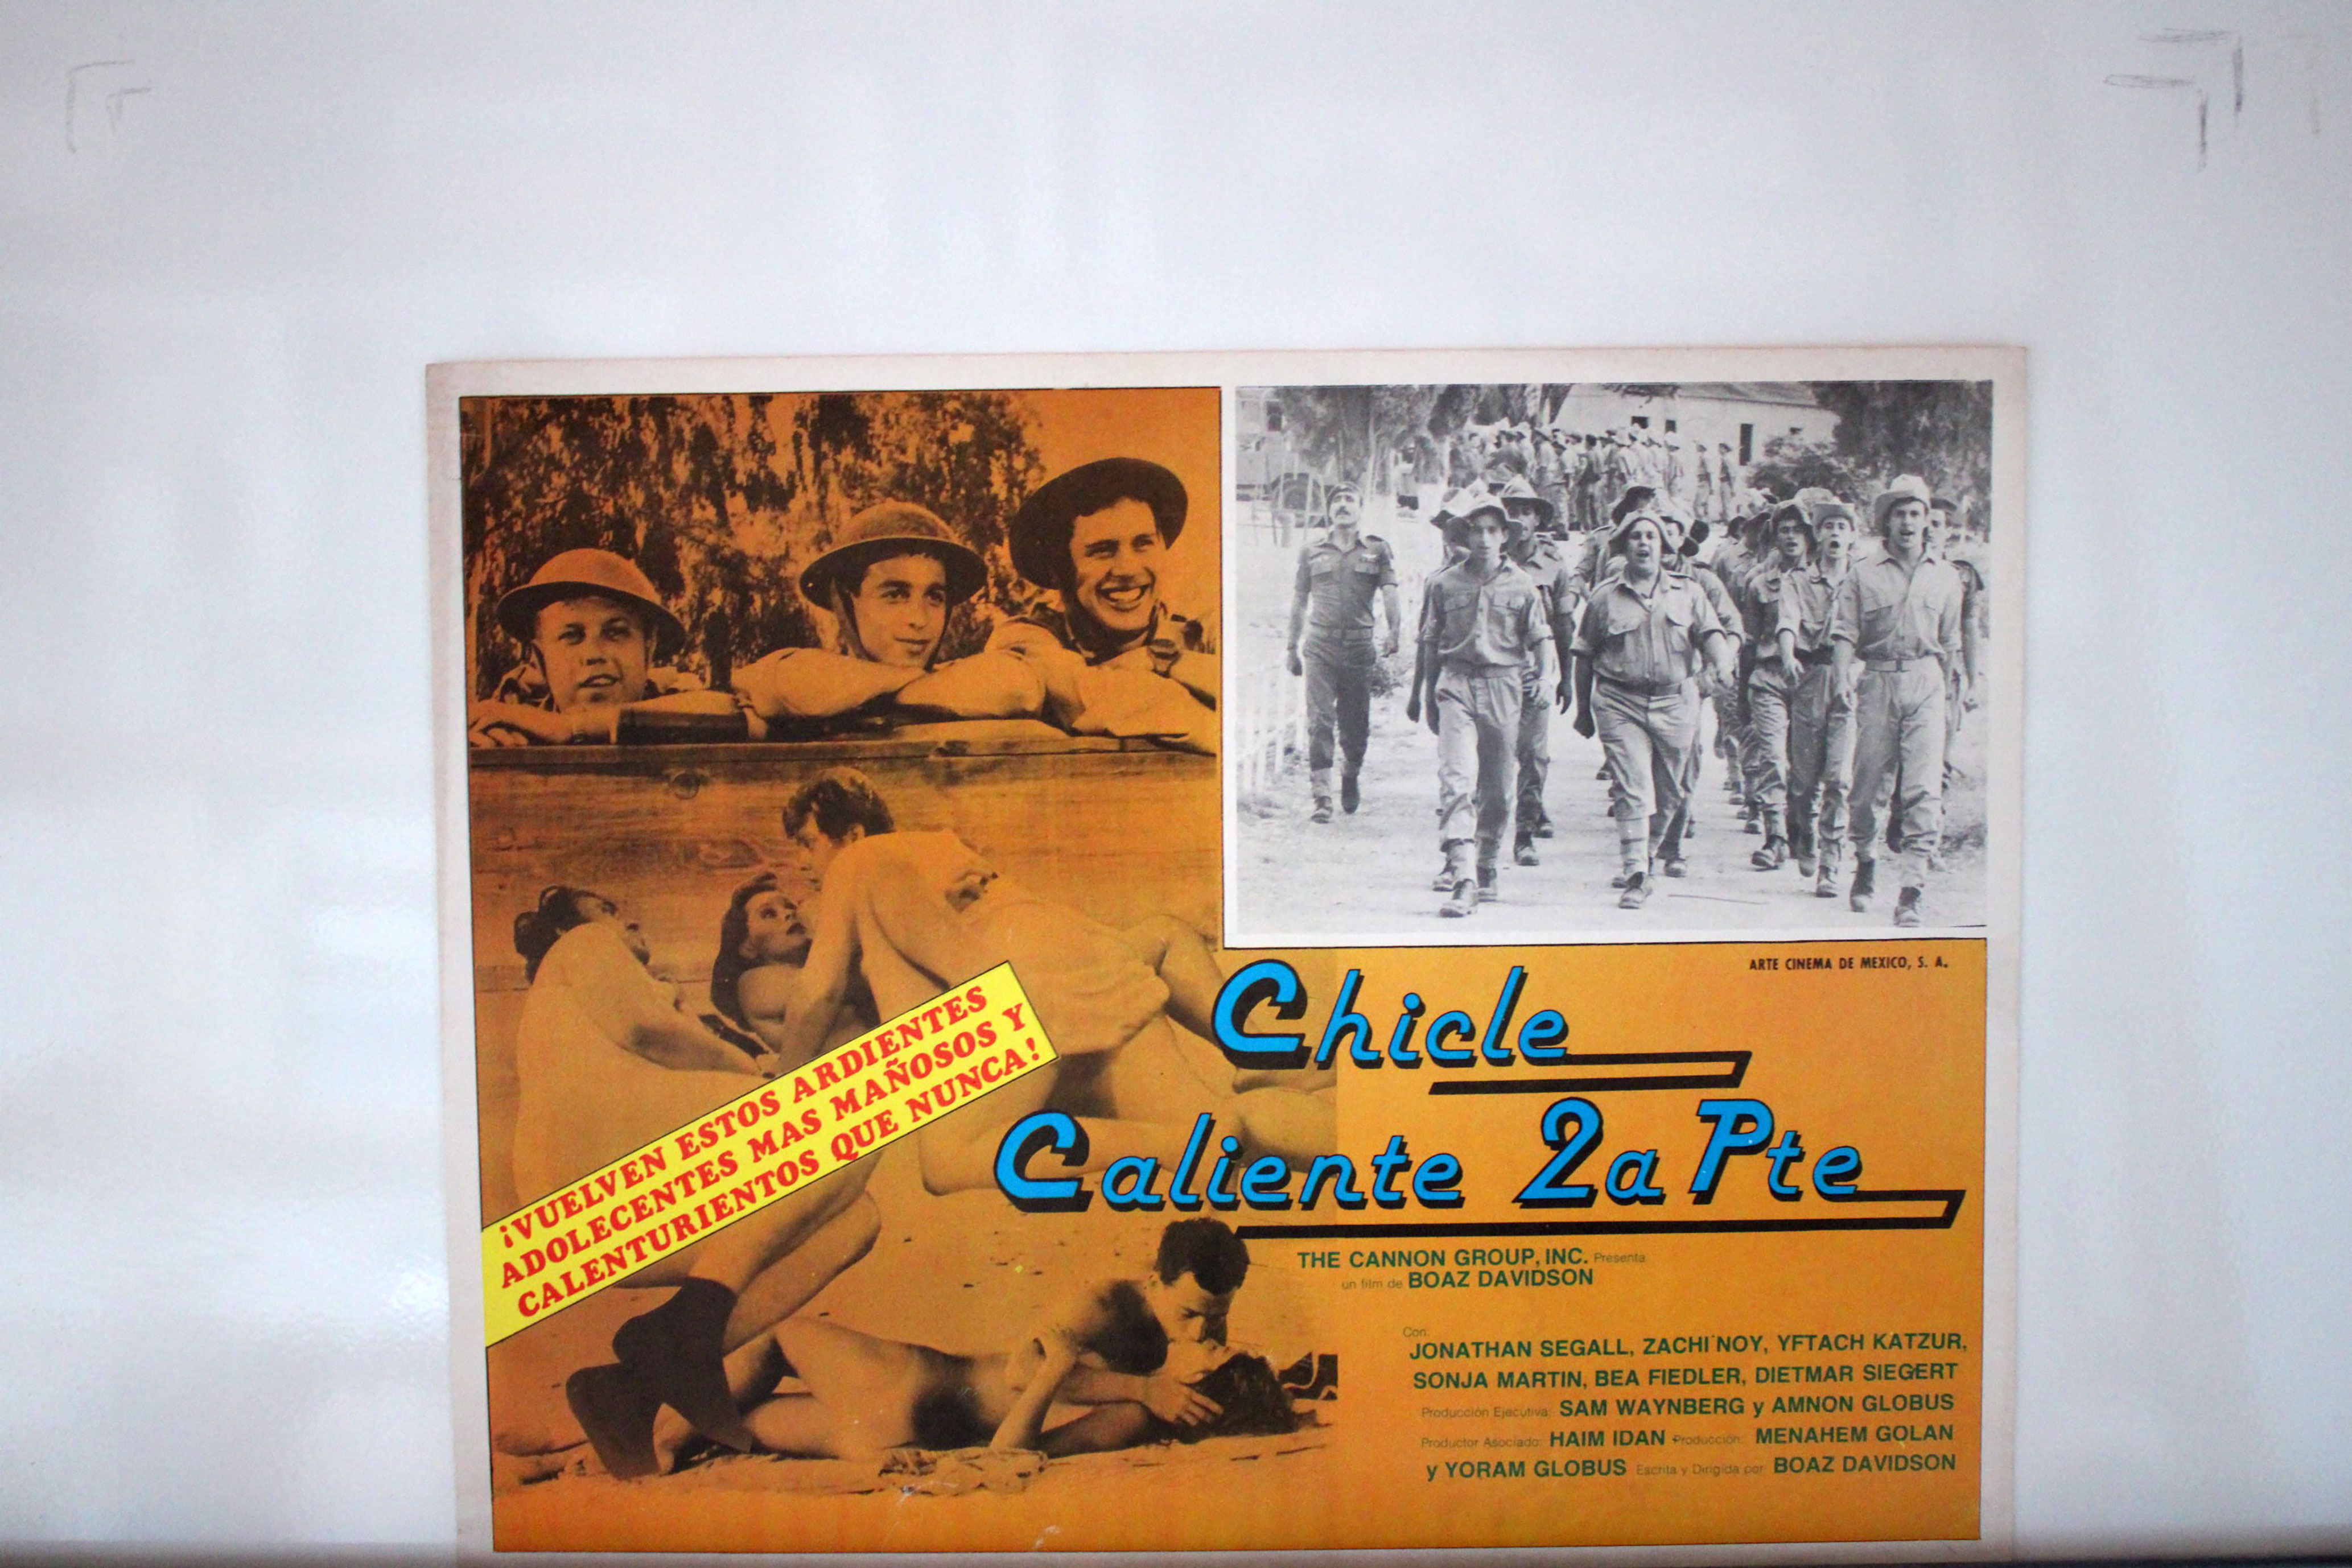 ARTE CINEMA DE MEXICO, S. A.
¡VUELVEN ESTOS ARDIENTES
ADOLECENTES MAS MAÑOSOS Y
CALENTURIENTOS QUE NUNCA!
Chicle
Caliente 2a Pte
THE CANNON GROUP, INC. Presenta
un film de BOAZ DAVIDSON
Con:
JONATHAN SEGALL, ZACHI NOY, YFTACH KATZUR,
SONJA MARTIN, BEA FIEDLER, DIETMAR SIEGERT
Producción Ejecutiva: SAM WAYNBERG y AMNON GLOBUS
Productor Asociado: HAIM IDAN Producción: MENAHEM GOLAN
y YORAM GLOBUS Escrita y Dirigida por: BOAZ DAVIDSON